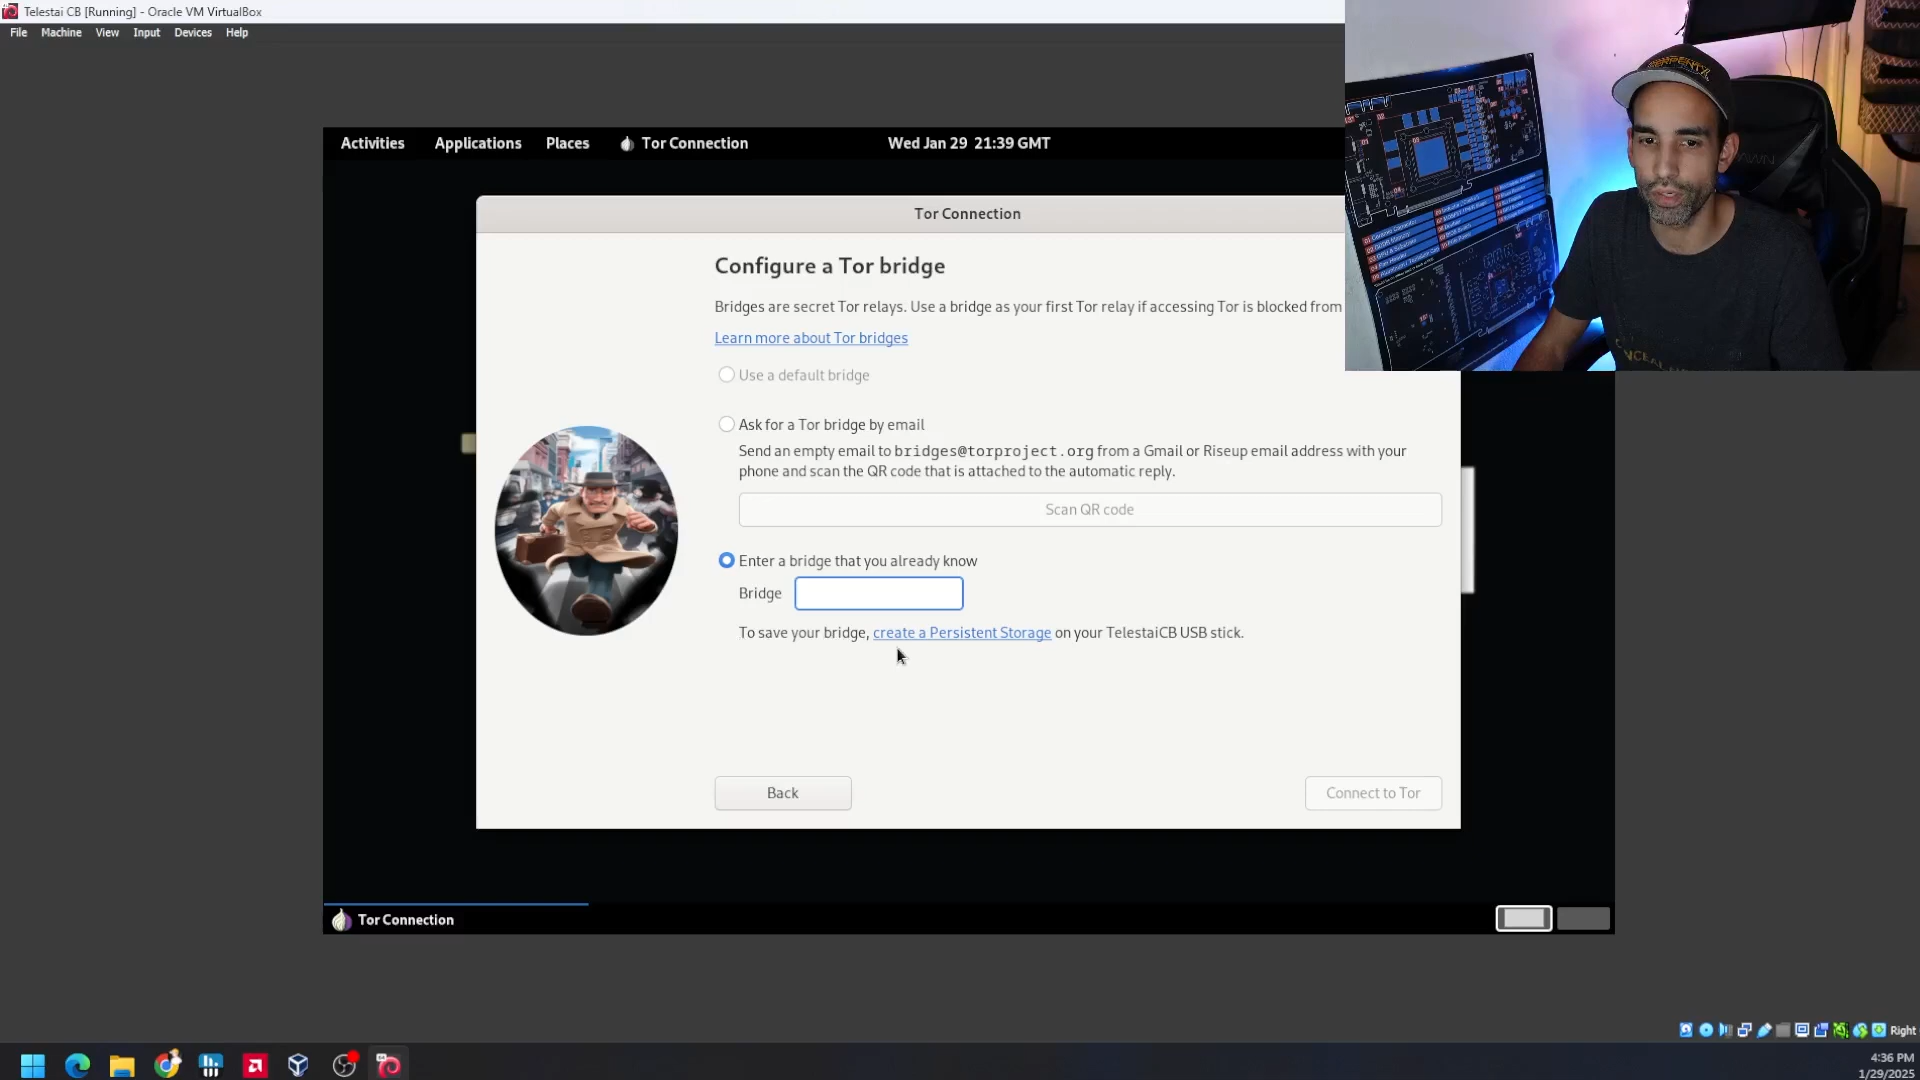 Telestai CB [Running] - Oracle VM VirtualBox
File Machine View Input Devices Help
Activities Applications Places Tor Connection Wed Jan 29 21:39 GMT
Tor Connection
Configure a Tor bridge
Bridges are secret Tor relays. Use a bridge as your first Tor relay if accessing Tor is blocked from
Learn more about Tor bridges
Use a default bridge
Ask for a Tor bridge by email
Send an empty email to bridges@torproject.org from a Gmail or Riseup email address with your
phone and scan the QR code that is attached to the automatic reply.
Scan QR code
Enter a bridge that you already know
Bridge
To save your bridge, create a Persistent Storage on your TelestaiCB USB stick.
Back
Connect to Tor
Tor Connection
Right
4:36 PM
1/29/2025